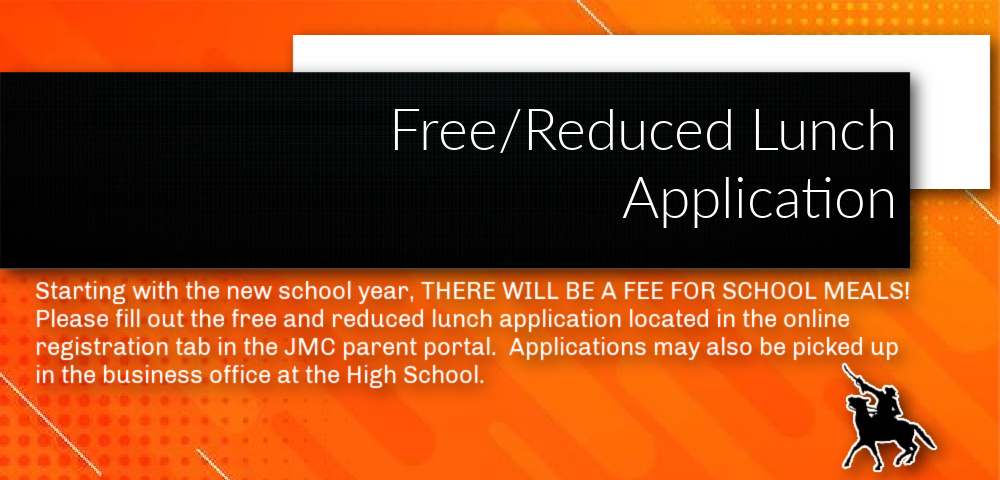 Free/Reduced Lunch
Application
Starting with the new school year, THERE WILL BE A FEE FOR SCHOOL MEALS!
Please fill out the free and reduced lunch application located in the online
registration tab in the JMC parent portal.  Applications may also be picked up
in the business office at the High School.